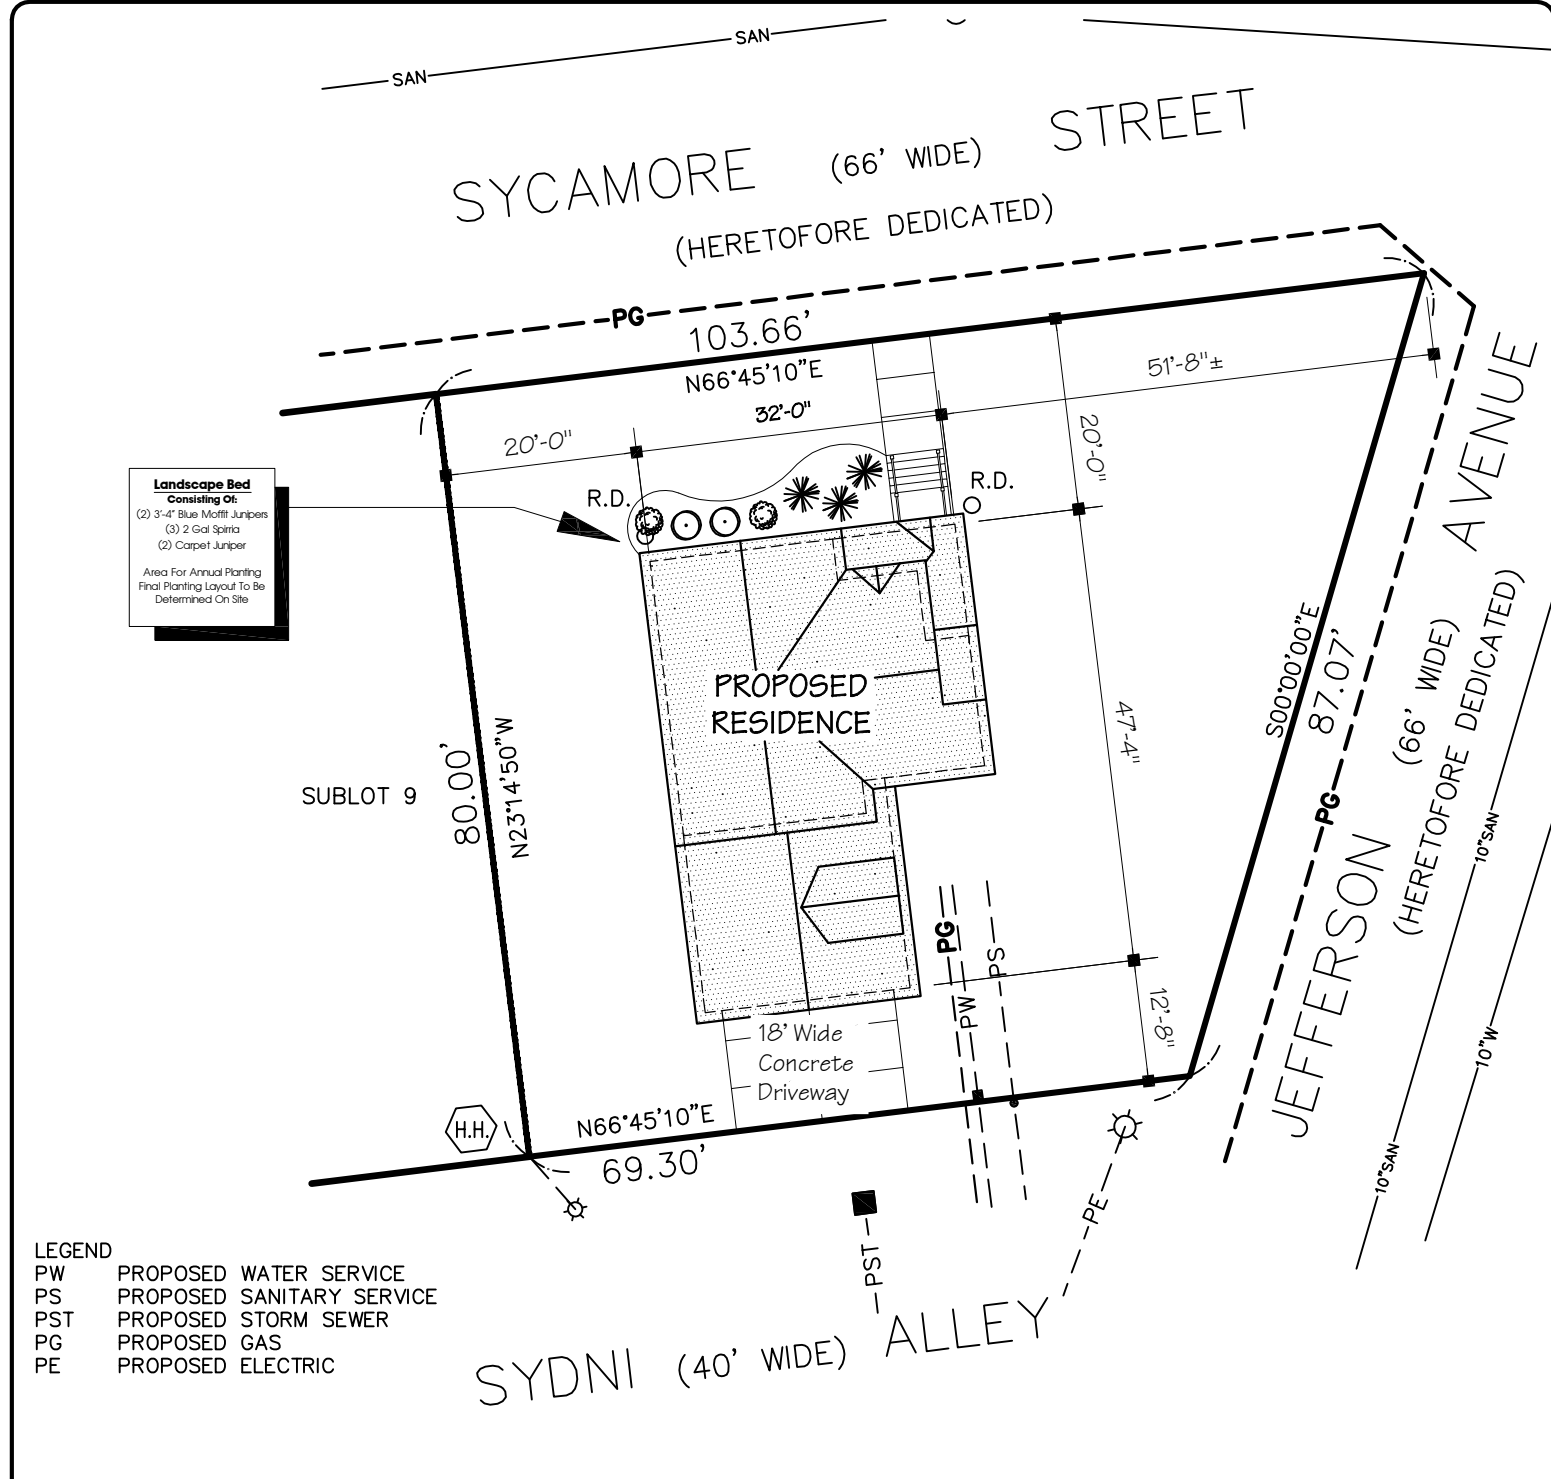 SAN
SAN
SYCAMORE (66' WIDE) STREET
(HERETOFORE DEDICATED)
PG
103.66'
N66°45'10"E
51'-8"±
32'-0"
20'-0"
20'-0"
R.D.
R.D.
Landscape Bed
Consisting Of:
(2) 3'-4" Blue Moffit Junipers
(3) 2 Gal Spirria
(2) Carpet Juniper
Area For Annual Planting
Final Planting Layout To Be
Determined On Site
PROPOSED
RESIDENCE
SUBLOT 9
80.00'
N23°14'50"W
47'-4"
S00°00'00"E
87.07'
PG
JEFFERSON (66' WIDE) AVENUE
(HERETOFORE DEDICATED)
10"SAN
10"W
10"SAN
PG
PS
PW
12'-8"
18' Wide
Concrete
Driveway
H.H.
N66°45'10"E
69.30'
PST
PE
SYDNI (40' WIDE) ALLEY
LEGEND
PW PROPOSED WATER SERVICE
PS PROPOSED SANITARY SERVICE
PST PROPOSED STORM SEWER
PG PROPOSED GAS
PE PROPOSED ELECTRIC